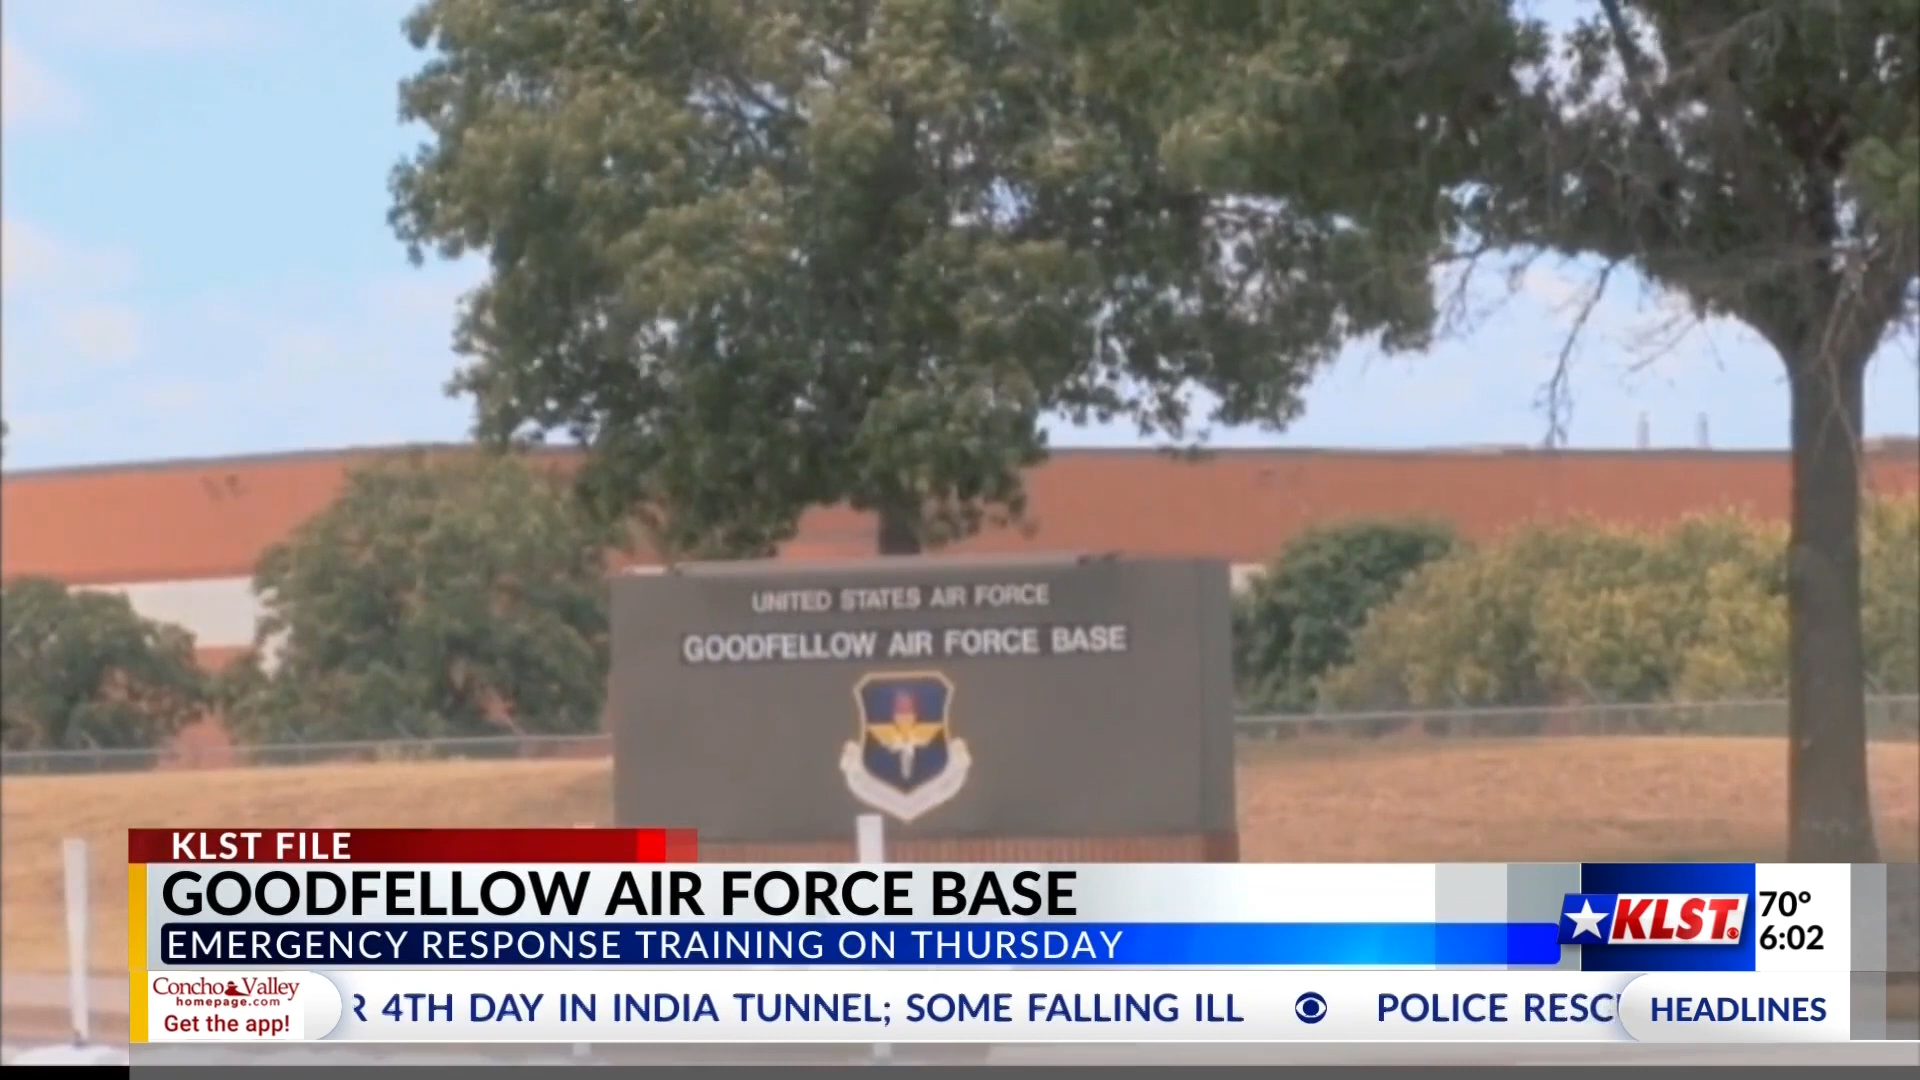 UNITED STATES AIR FORCE
GOODFELLOW AIR FORCE BASE
KLST FILE
GOODFELLOW AIR FORCE BASE
EMERGENCY RESPONSE TRAINING ON THURSDAY
KLST
70°
6:02
Concho Valley
homepage.com
Get the app!
R 4TH DAY IN INDIA TUNNEL; SOME FALLING ILL
POLICE RESC
HEADLINES